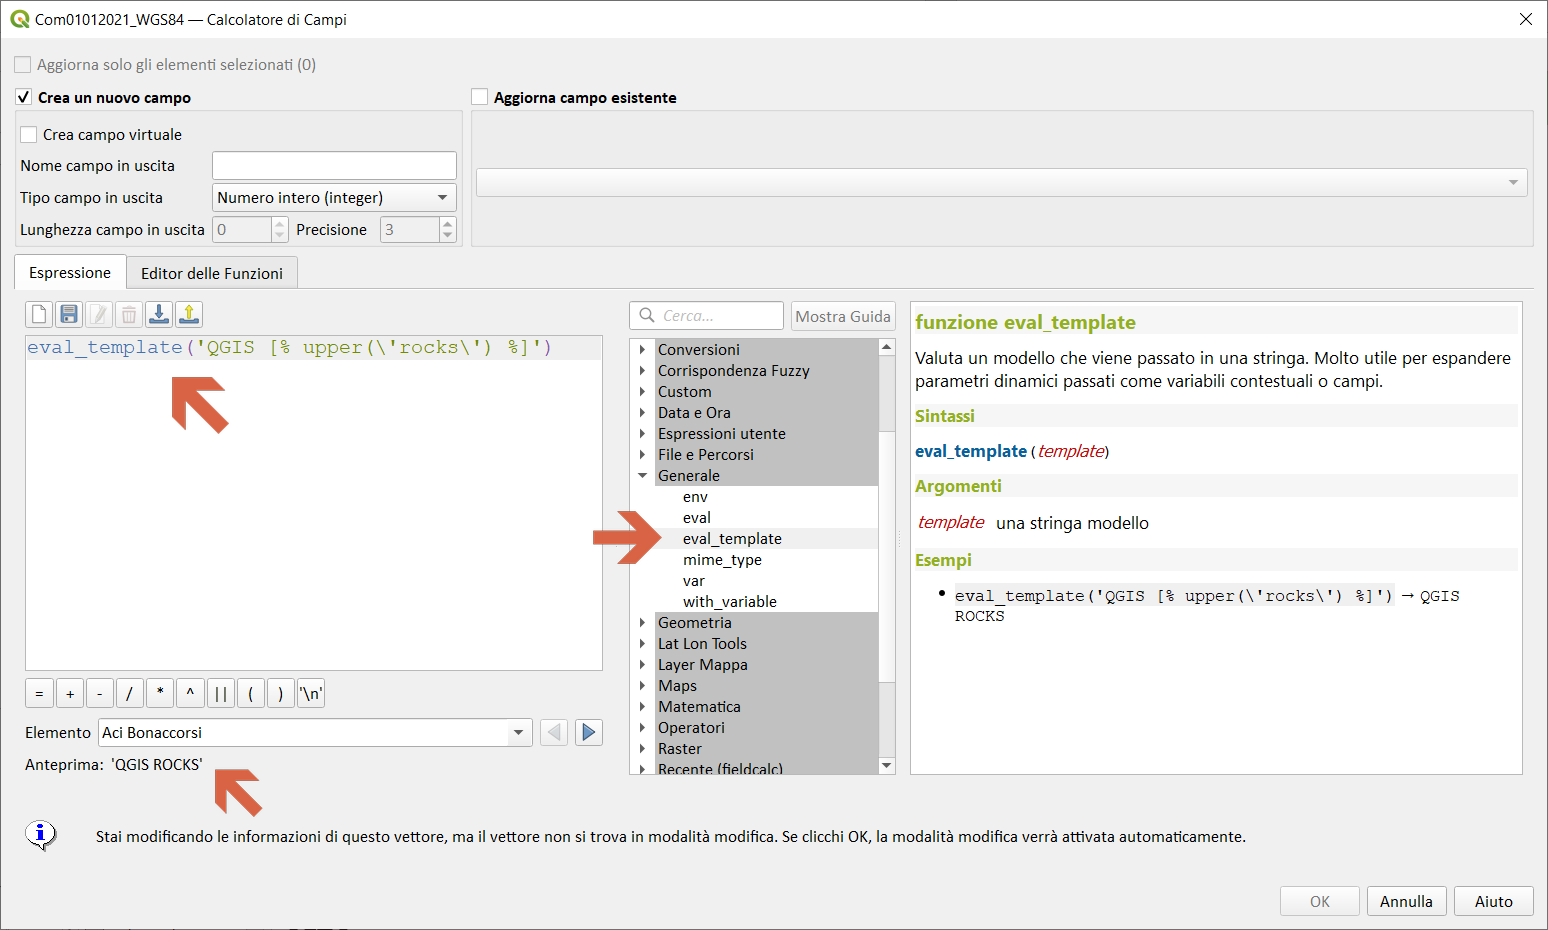 Com01012021_WGS84 — Calcolatore di Campi
Aggiorna solo gli elementi selezionati (0)
Crea un nuovo campo
Aggiorna campo esistente
Crea campo virtuale
Nome campo in uscita
Tipo campo in uscita Numero intero (integer)
Lunghezza campo in uscita 0 Precisione 3
Espressione Editor delle Funzioni
eval_template('QGIS [% upper(\'rocks\') %]')
= + - / * ^ || ( ) '\n'
Elemento Aci Bonaccorsi
Anteprima: 'QGIS ROCKS'
Cerca... Mostra Guida
Conversioni
Corrispondenza Fuzzy
Custom
Data e Ora
Espressioni utente
File e Percorsi
Generale
env
eval
eval_template
mime_type
var
with_variable
Geometria
Lat Lon Tools
Layer Mappa
Maps
Matematica
Operatori
Raster
Recente (fieldcalc)
funzione eval_template
Valuta un modello che viene passato in una stringa. Molto utile per espandere
parametri dinamici passati come variabili contestuali o campi.
Sintassi
eval_template(template)
Argomenti
template una stringa modello
Esempi
• eval_template('QGIS [% upper(\'rocks\') %]') → QGIS
ROCKS
Stai modificando le informazioni di questo vettore, ma il vettore non si trova in modalità modifica. Se clicchi OK, la modalità modifica verrà attivata automaticamente.
OK Annulla Aiuto